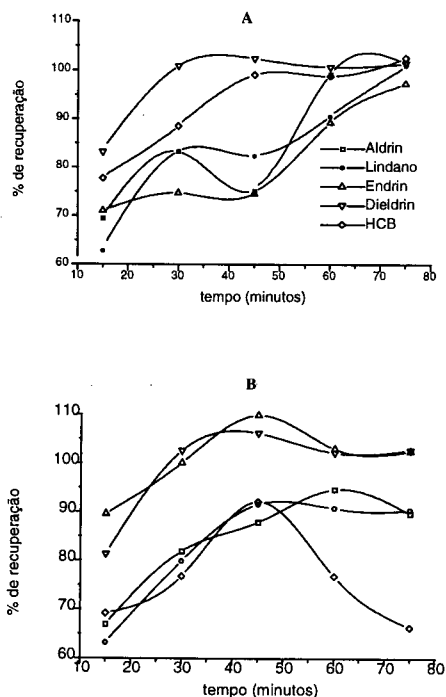 A
110
100
90
80
70
60
% de recuperação
Aldrin
Lindano
Endrin
Dieldrin
HCB
10 20 30 40 50 60 70 80
tempo (minutos)
B
110
100
90
80
70
60
% de recuperação
10 20 30 40 50 60 70 80
tempo (minutos)